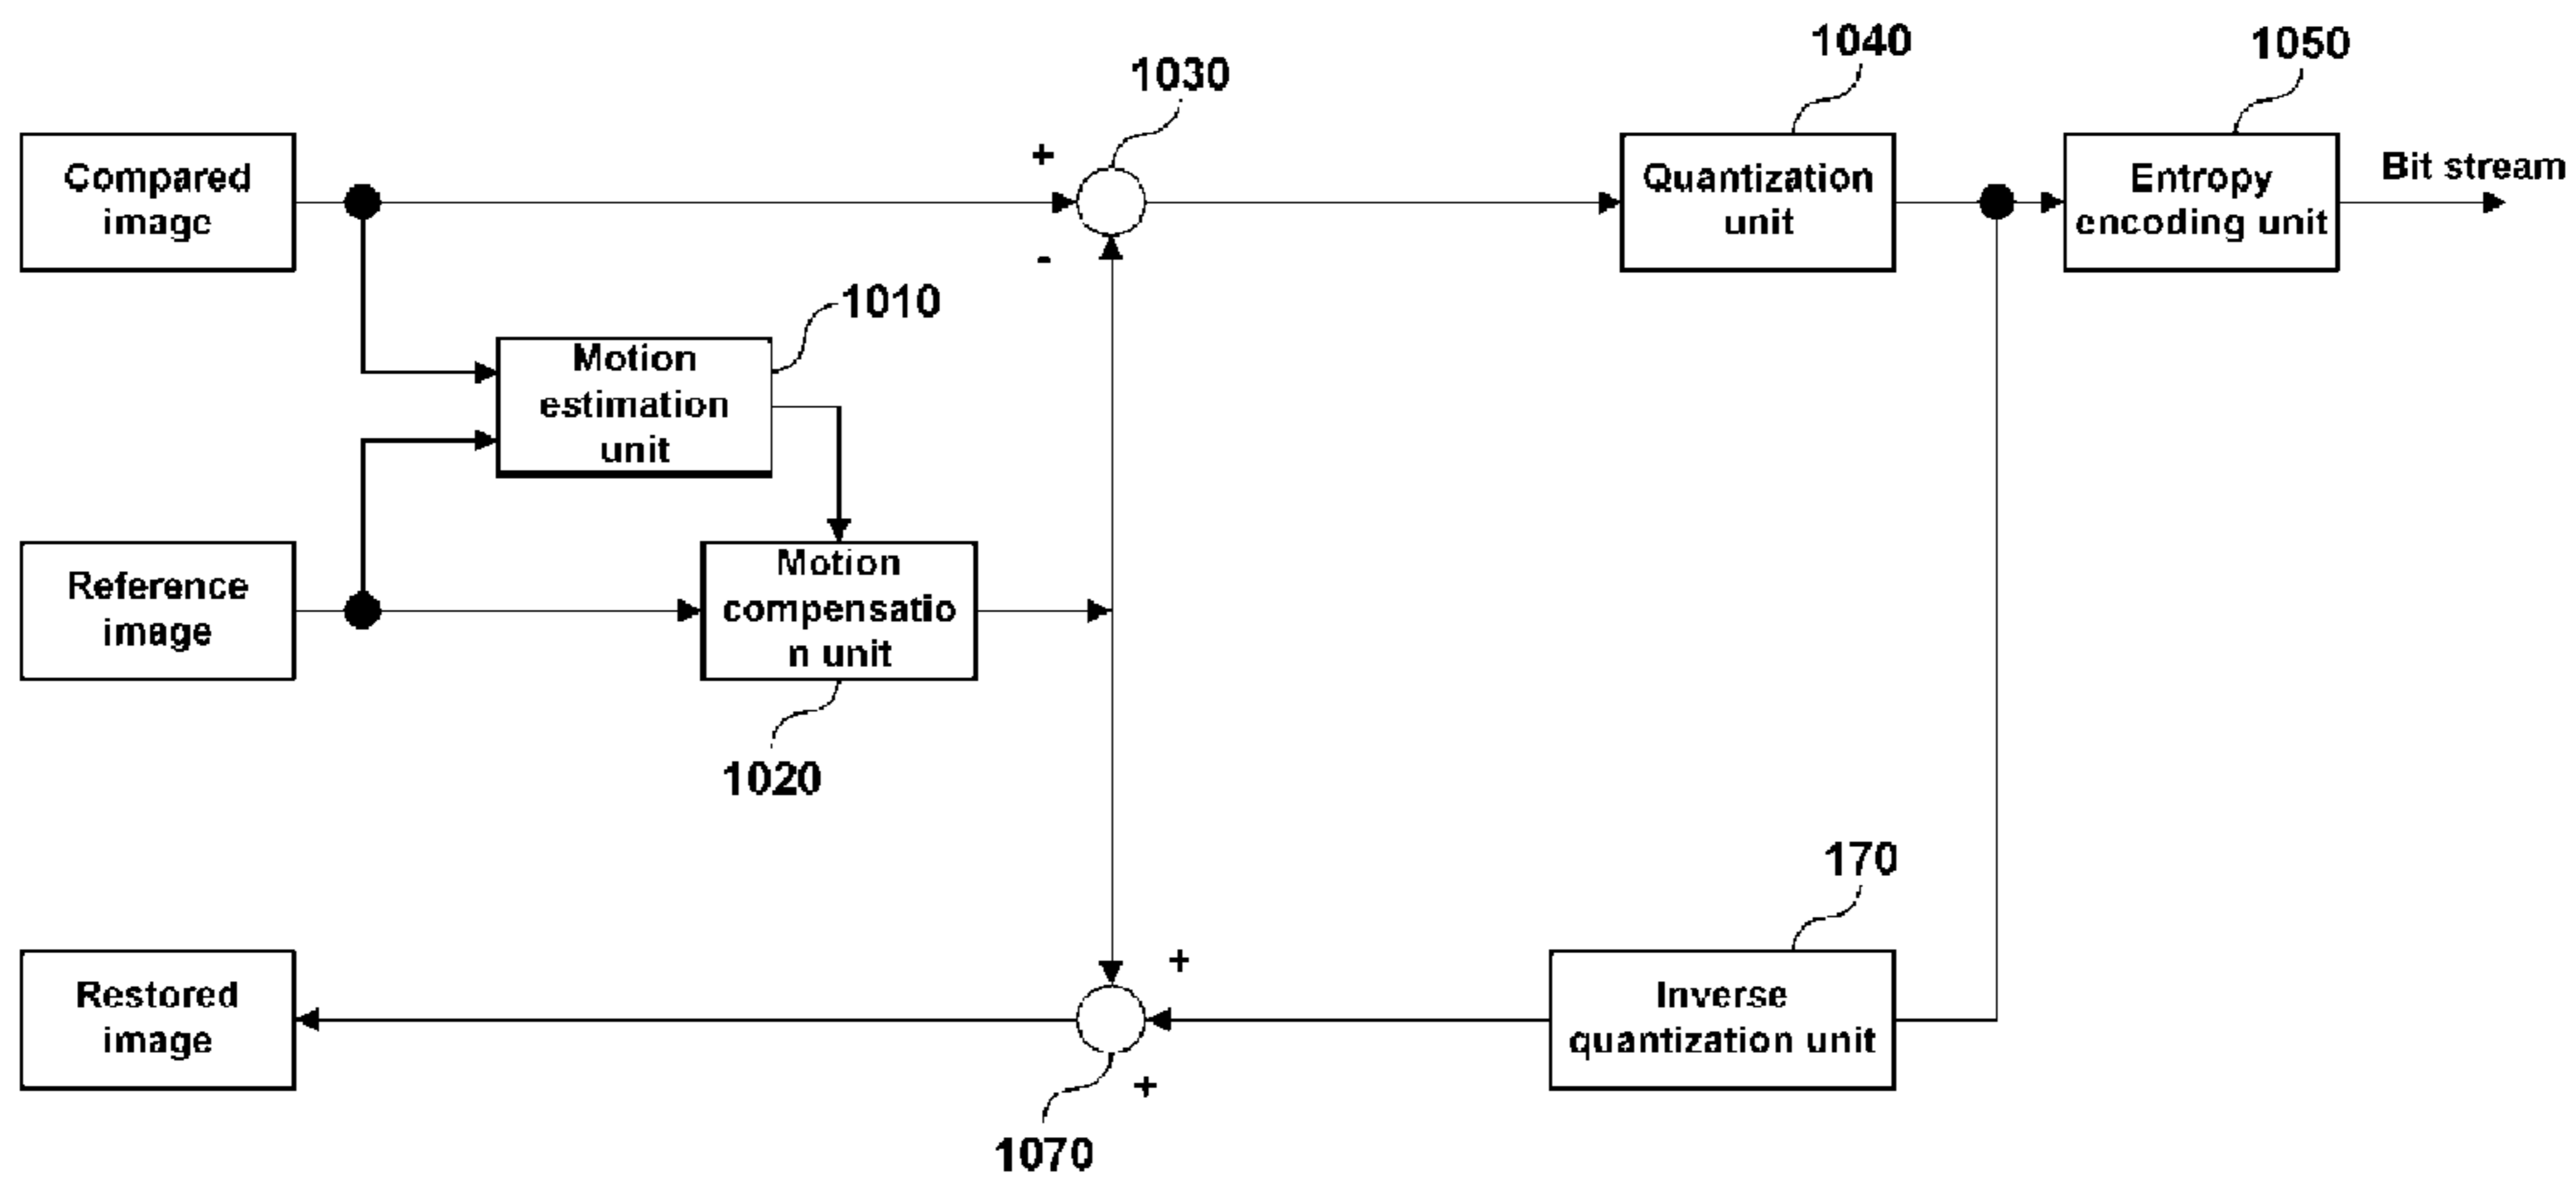 1040
1050
1030
Compared
image
+
-
Quantization
unit
Entropy
encoding unit
Bit stream
1010
Motion
estimation
unit
Reference
image
Motion
compensatio
n unit
1020
170
Restored
image
+
+
Inverse
quantization unit
1070